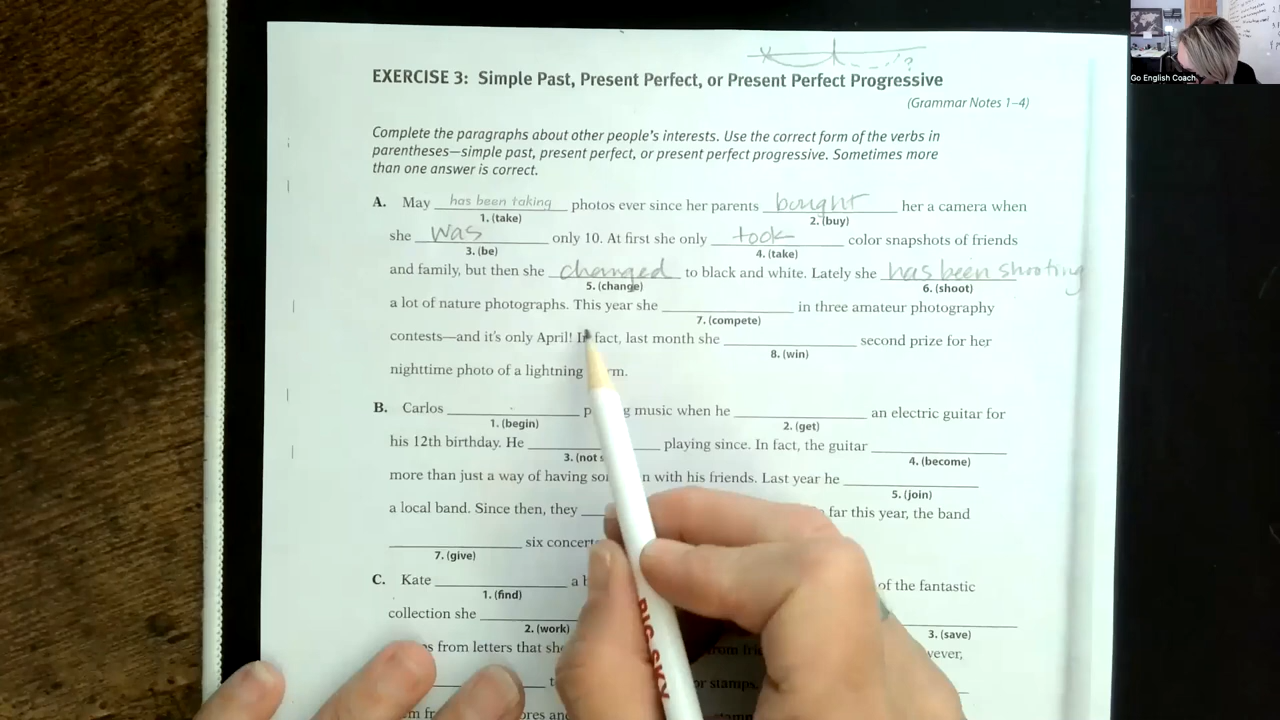 Go English Coach
?
EXERCISE 3: Simple Past, Present Perfect, or Present Perfect Progressive
(Grammar Notes 1–4)
Complete the paragraphs about other people's interests. Use the correct form of the verbs in
parentheses—simple past, present perfect, or present perfect progressive. Sometimes more
than one answer is correct.
A. May has been taking photos ever since her parents bought her a camera when
1. (take) 2. (buy)
she was only 10. At first she only took color snapshots of friends
3. (be) 4. (take)
and family, but then she changed to black and white. Lately she has been shooting
5. (change) 6. (shoot)
a lot of nature photographs. This year she in three amateur photography
7. (compete)
contests—and it's only April! In fact, last month she second prize for her
8. (win)
nighttime photo of a lightning
B. Carlos music when he an electric guitar for
1. (begin) 2. (get)
his 12th birthday. He playing since. In fact, the guitar
3. (not 4. (become)
more than just a way of having with his friends. Last year he
5. (join)
a local band. Since then, they far this year, the band
six
7. (give)
C. Kate of the fantastic
1. (find)
collection she
2. (work) 3. (save)
from letters that
or stamps.
BIG SKY